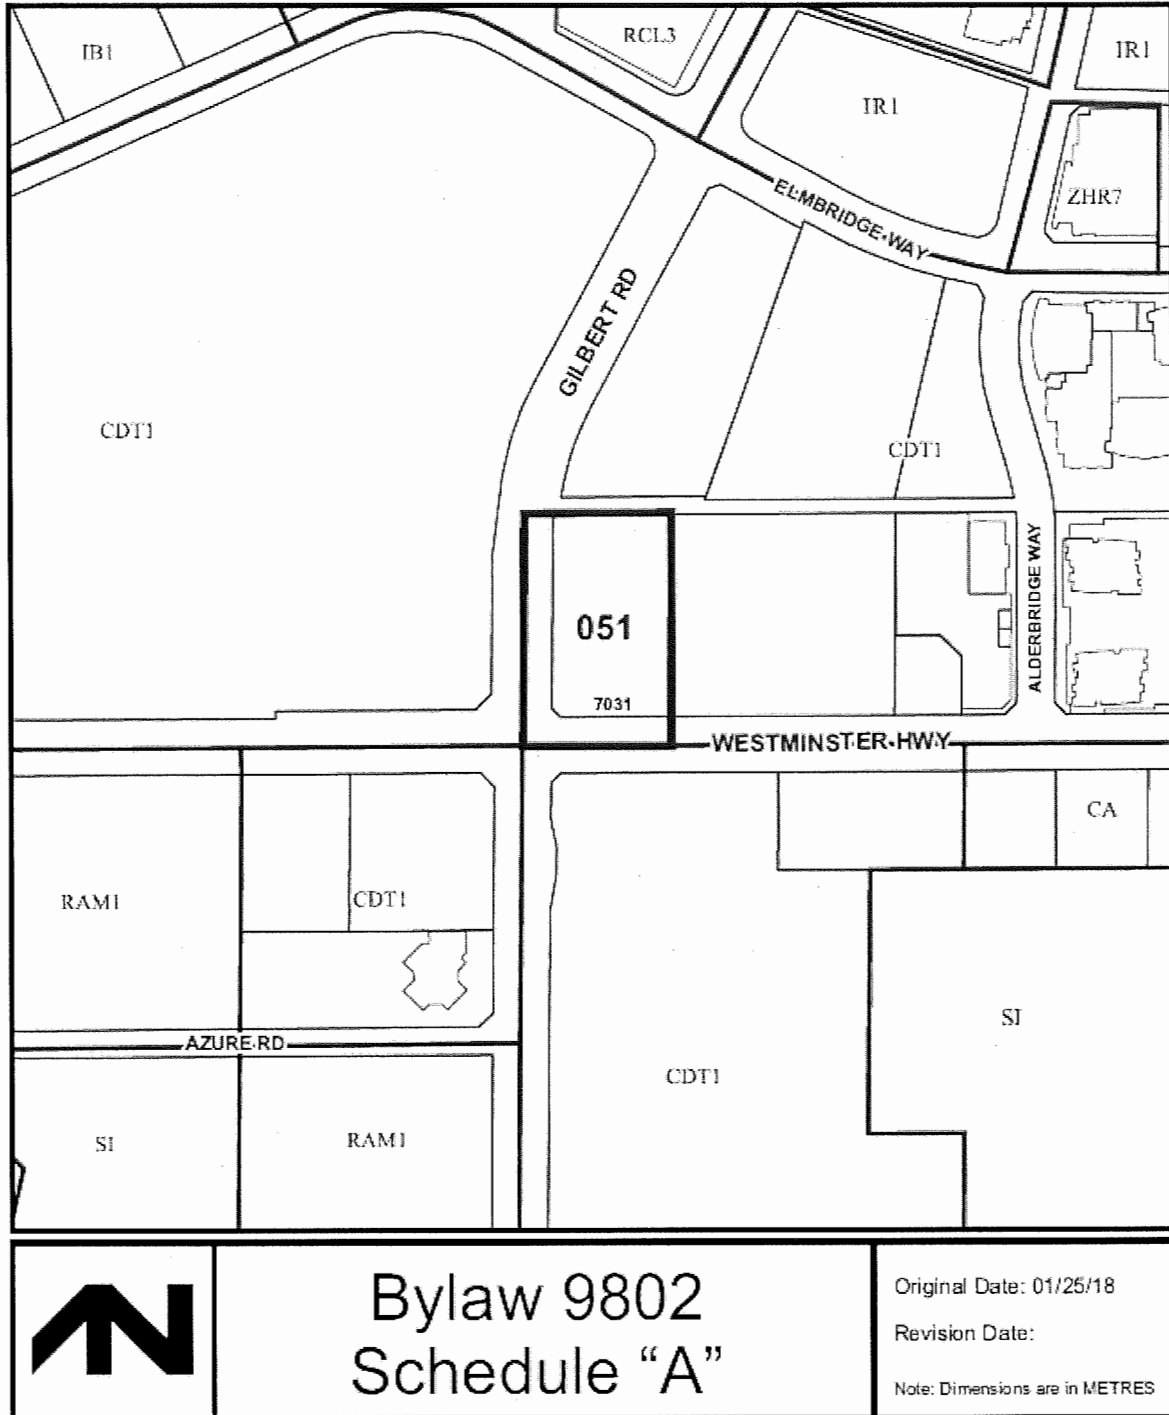 IB1
RCL3
IR1
IR1
ZHR7
ELMBRIDGE WAY
GILBERT RD
CDT1
CDT1
051
7031
ALDERBRIDGE WAY
WESTMINSTER HWY
CA
RAM1
CDT1
SI
AZURE RD
CDT1
SI
RAM1
Bylaw 9802
Schedule “A”
Original Date: 01/25/18
Revision Date:
Note: Dimensions are in METRES